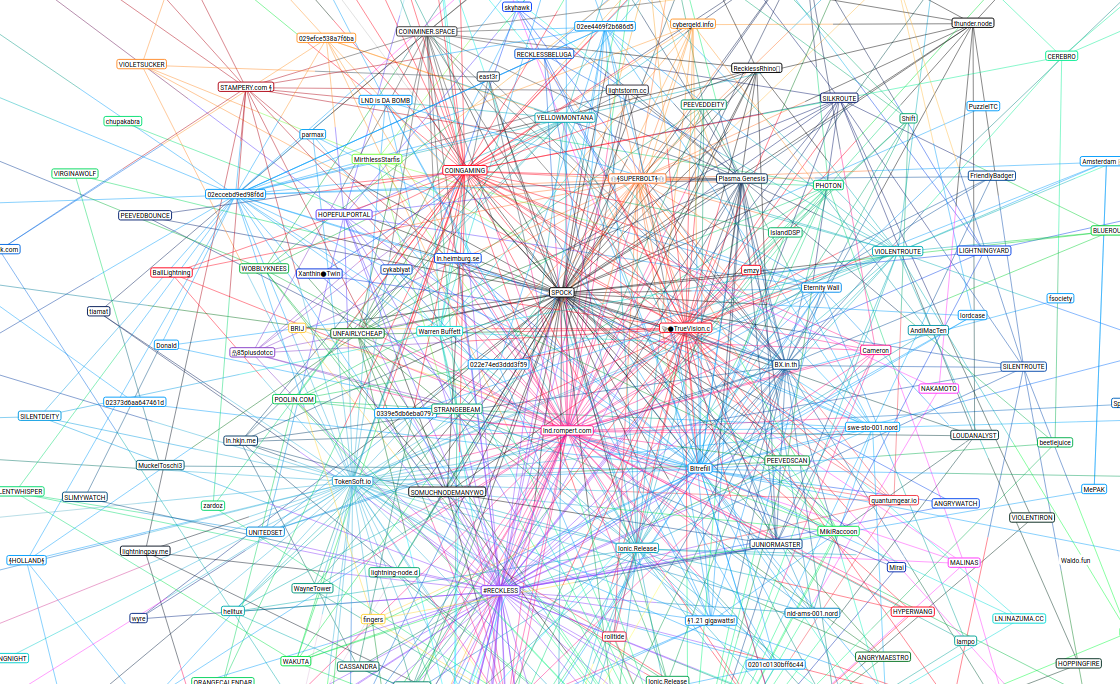 skyhawk
cybergeld.info
thunder.node
02ee4469f2b686d5
COINMINER.SPACE
029efce538a7f6ba
RECKLESSBELUGA
CEREBRO
VIOLETSUCKER
RecklessRhino
east3r
STAMPERY.com
lightstorm.cc
LND is DA BOMB
SILKROUTE
PEEVEDDEITY
PuzzleITC
YELLOWMONTANA
Shift
chupakabra
parmax
MirthlessStarfis
Amsterdam
COINGAMING
VIRGINAWOLF
FriendlyBadger
SUPERBOLT
Plasma.Genesis
PHOTON
02eccebd9ed98f6d
HOPEFULPORTAL
PEEVEDBOUNCE
IslandDSP
BLUEROU
k.com
VIOLENTROUTE
LIGHTNINGYARD
ln.heimburg.se
WOBBLYKNEES
cykablyat
emzy
BallLightning
Xanthin●Twin
Eternity Wall
SPOCK
fsociety
tiamat
lordcase
BRIJ
●TrueVision.c
AndiMacTen
Warren Buffett
UNFAIRLYCHEAP
Donald
85plusdotcc
Cameron
022e74ed3ddd3f59
BX.in.th
SILENTROUTE
NAKAMOTO
POOLIN.COM
02373d6aa647461d
Sp
STRANGEBEAM
0339e5db6eba079
SILENTDEITY
swe-sto-001.nord
lnd.rompert.com
LOUDANALYST
ln.hkjn.me
beetlejuice
PEEVEDSCAN
MuckelToschi3
Bitrefill
TokenSoft.io
MePAK
LENTWHISPER
SOMUCHNODEMANYWO
SLIMYWATCH
quantumgear.io
ANGRYWATCH
zardoz
VIOLENTIRON
UNITEDSET
MikiRaccoon
JUNIORMASTER
Ionic.Release
lightningpay.me
HOLLAND
Waldo.fun
MALINAS
Mirai
lightning-node.d
WayneTower
#RECKLESS
helltux
HYPERWANG
nld-ams-001.nord
wyre
fingers
1.21 gigawatts!
LN.INAZUMA.CC
rolltide
lampo
NGNIGHT
ANGRYMAESTRO
WAKUTA
HOPPINGFIRE
CASSANDRA
0201c0130bff6c44
ORANGECALENDAR
Ionic.Release